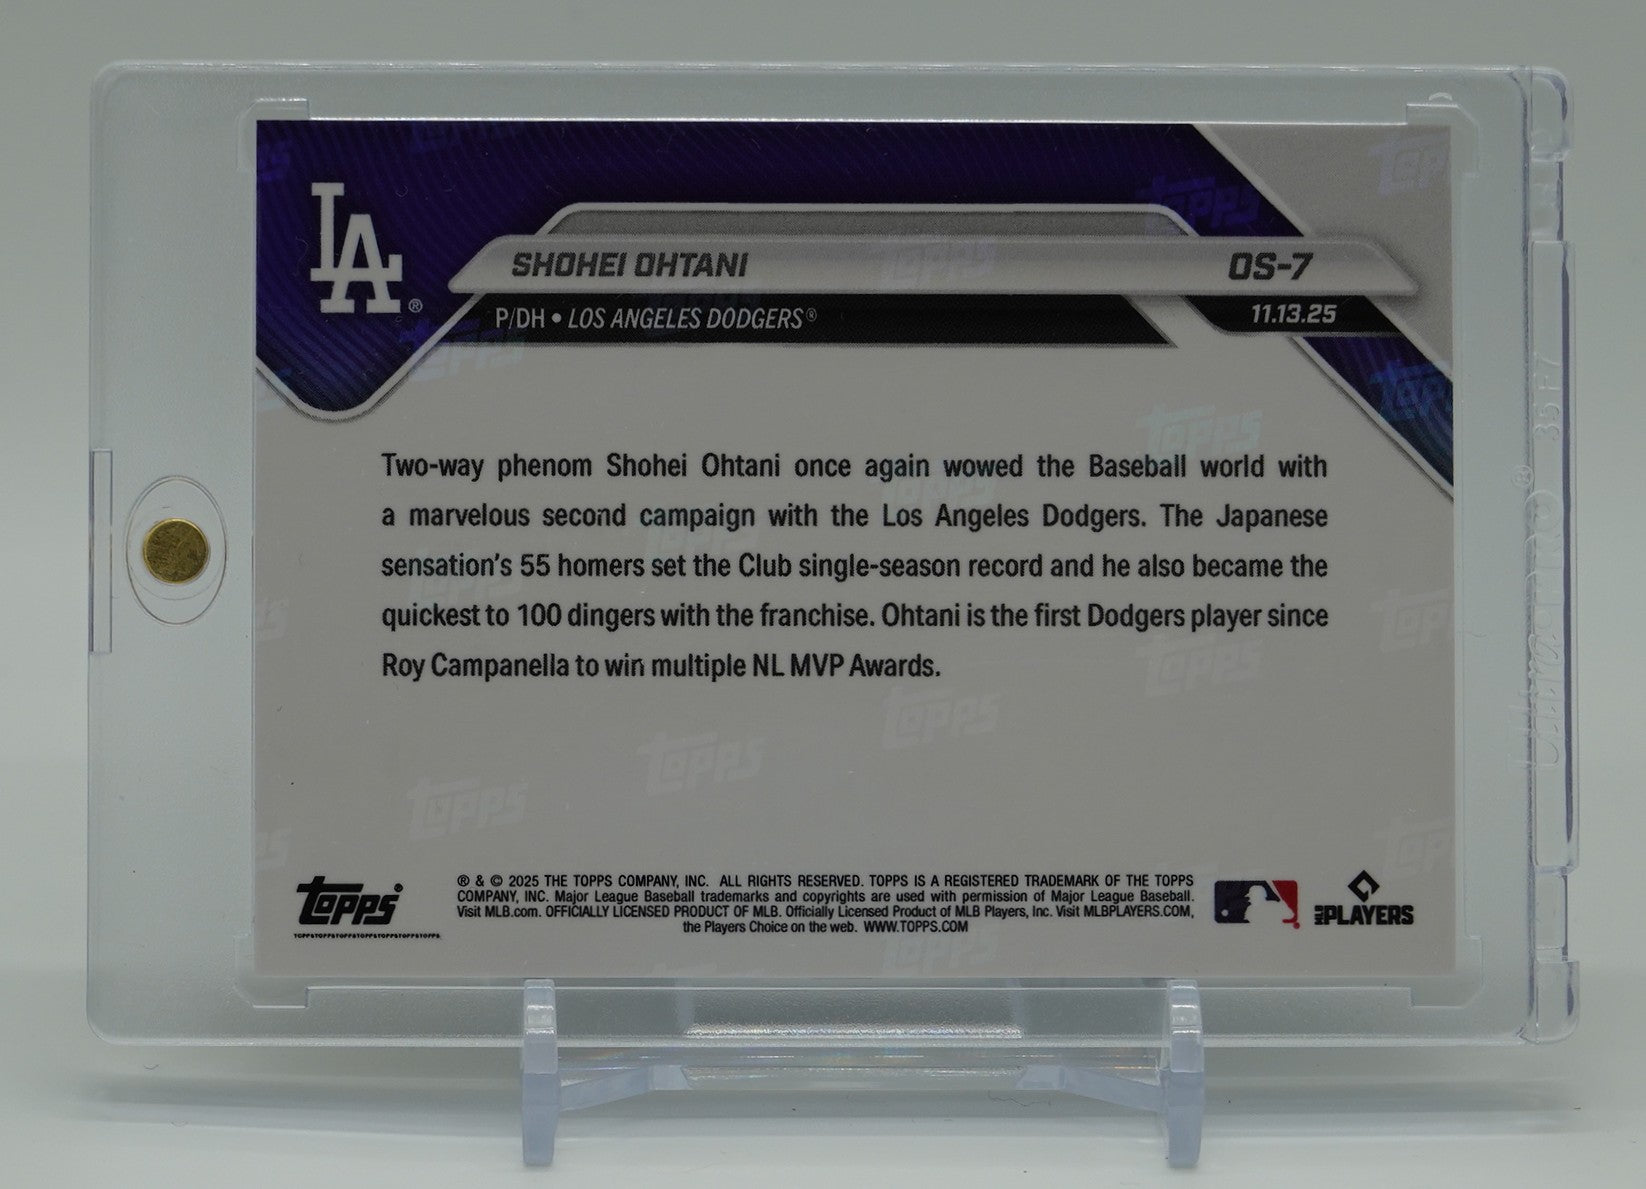 LA®
SHOHEI OHTANI
OS-7
P/DH • LOS ANGELES DODGERS®
11.13.25
Two-way phenom Shohei Ohtani once again wowed the Baseball world with
a marvelous second campaign with the Los Angeles Dodgers. The Japanese
sensation's 55 homers set the Club single-season record and he also became the
quickest to 100 dingers with the franchise. Ohtani is the first Dodgers player since
Roy Campanella to win multiple NL MVP Awards.
Topps
TOPPSTOPPSTOPPSTOPPSTOPPSTOPPSTOPPS
® & © 2025 THE TOPPS COMPANY, INC. ALL RIGHTS RESERVED. TOPPS IS A REGISTERED TRADEMARK OF THE TOPPS
COMPANY, INC. Major League Baseball trademarks and copyrights are used with permission of Major League Baseball.
Visit MLB.com. OFFICIALLY LICENSED PRODUCT OF MLB. Officially Licensed Product of MLB Players, Inc. Visit MLBPLAYERS.COM,
the Players Choice on the web. WWW.TOPPS.COM
MLB PLAYERS
Ultra PRO®
35 F7